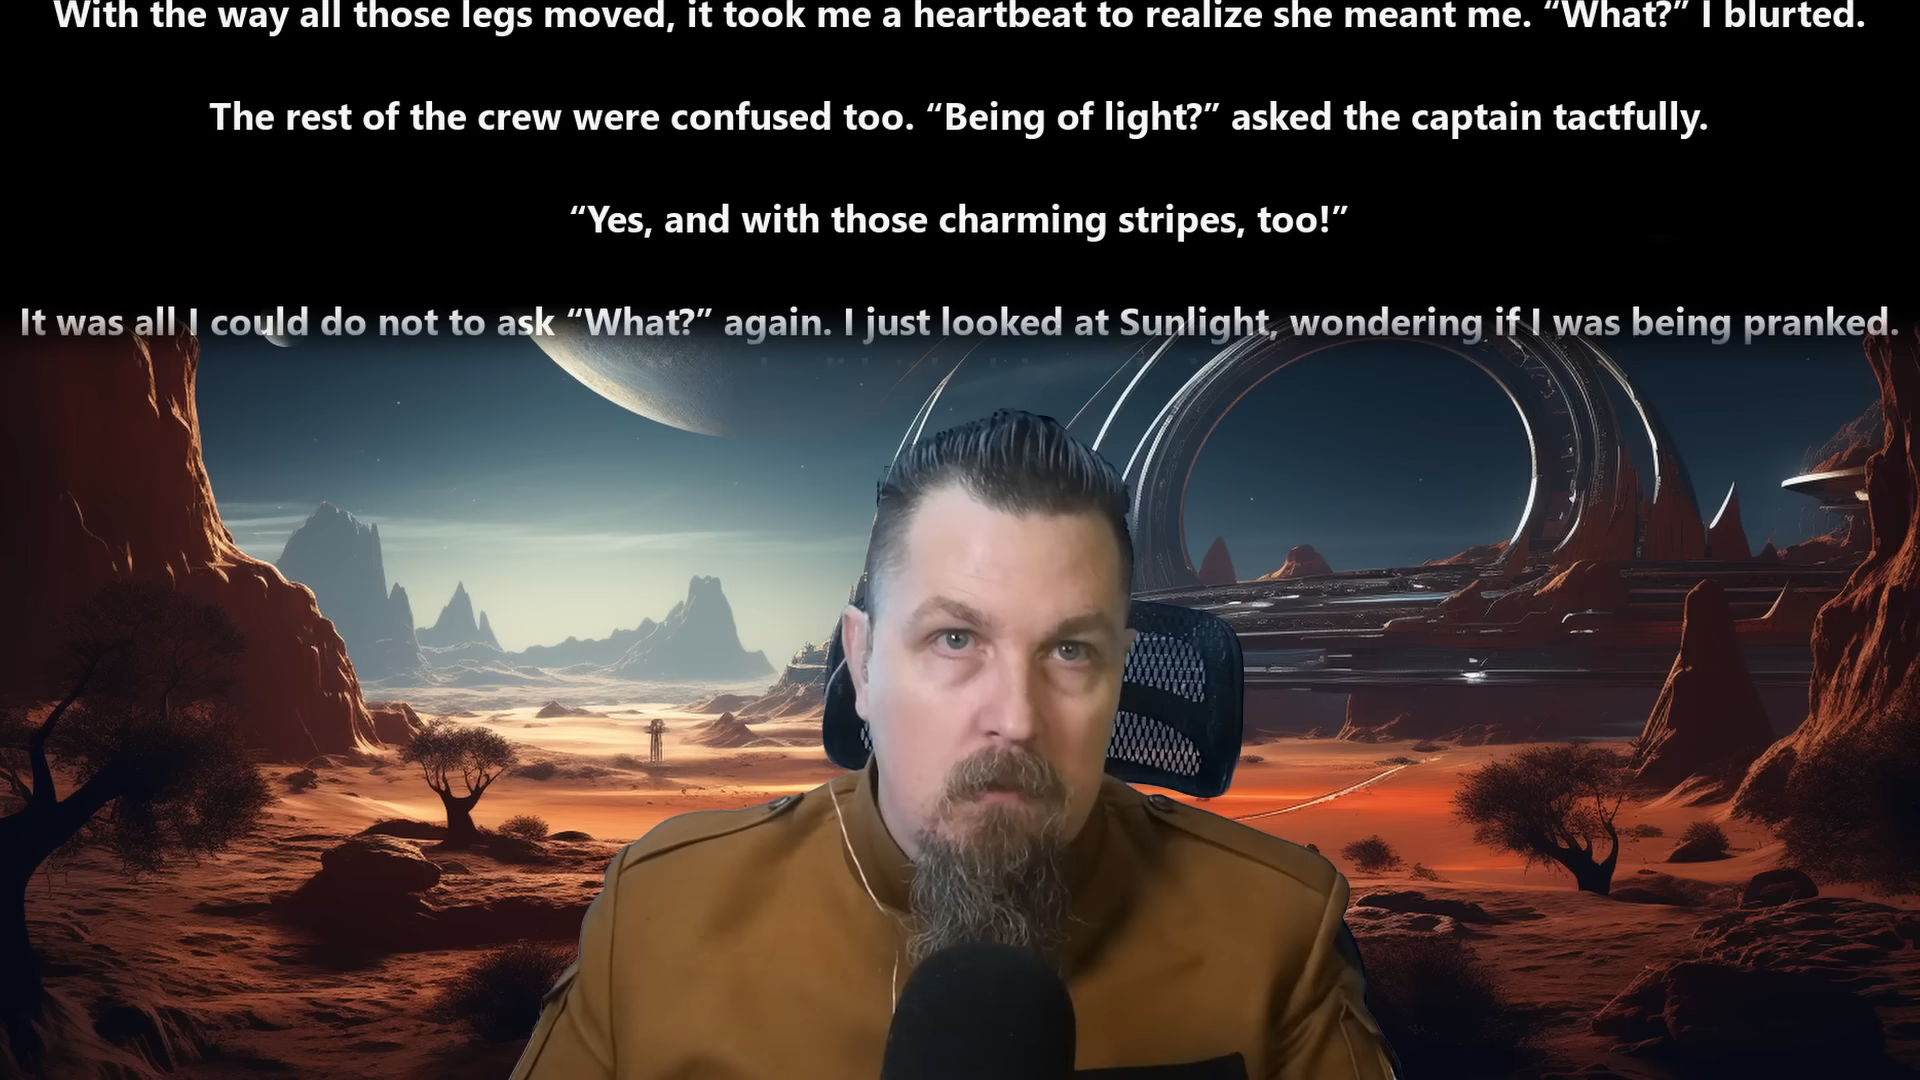 With the way all those legs moved, it took me a heartbeat to realize she meant me. “What?” I blurted.
The rest of the crew were confused too. “Being of light?” asked the captain tactfully.
“Yes, and with those charming stripes, too!”
It was all I could do not to ask “What?” again. I just looked at Sunlight, wondering if I was being pranked.